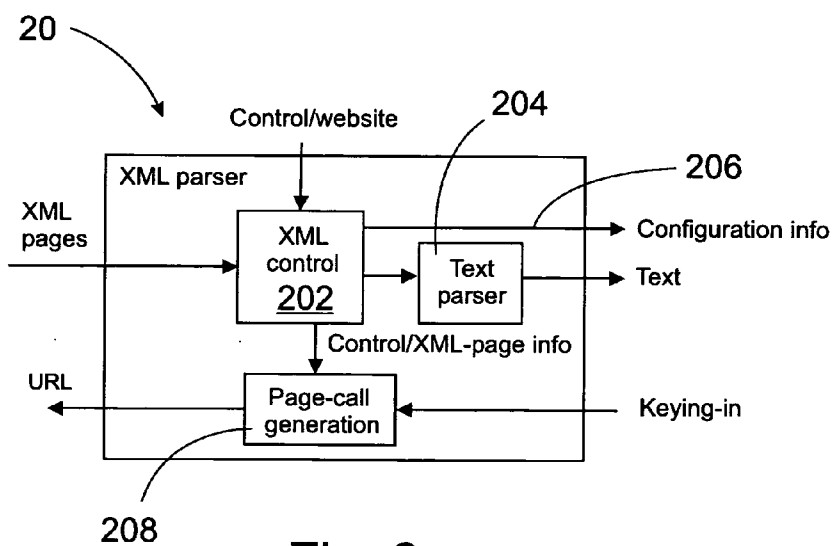 20
Control/website
204
XML parser
206
XML
pages
XML
control
202
Configuration info
Text
parser
Text
Control/XML-page info
URL
Page-call
generation
Keying-in
208